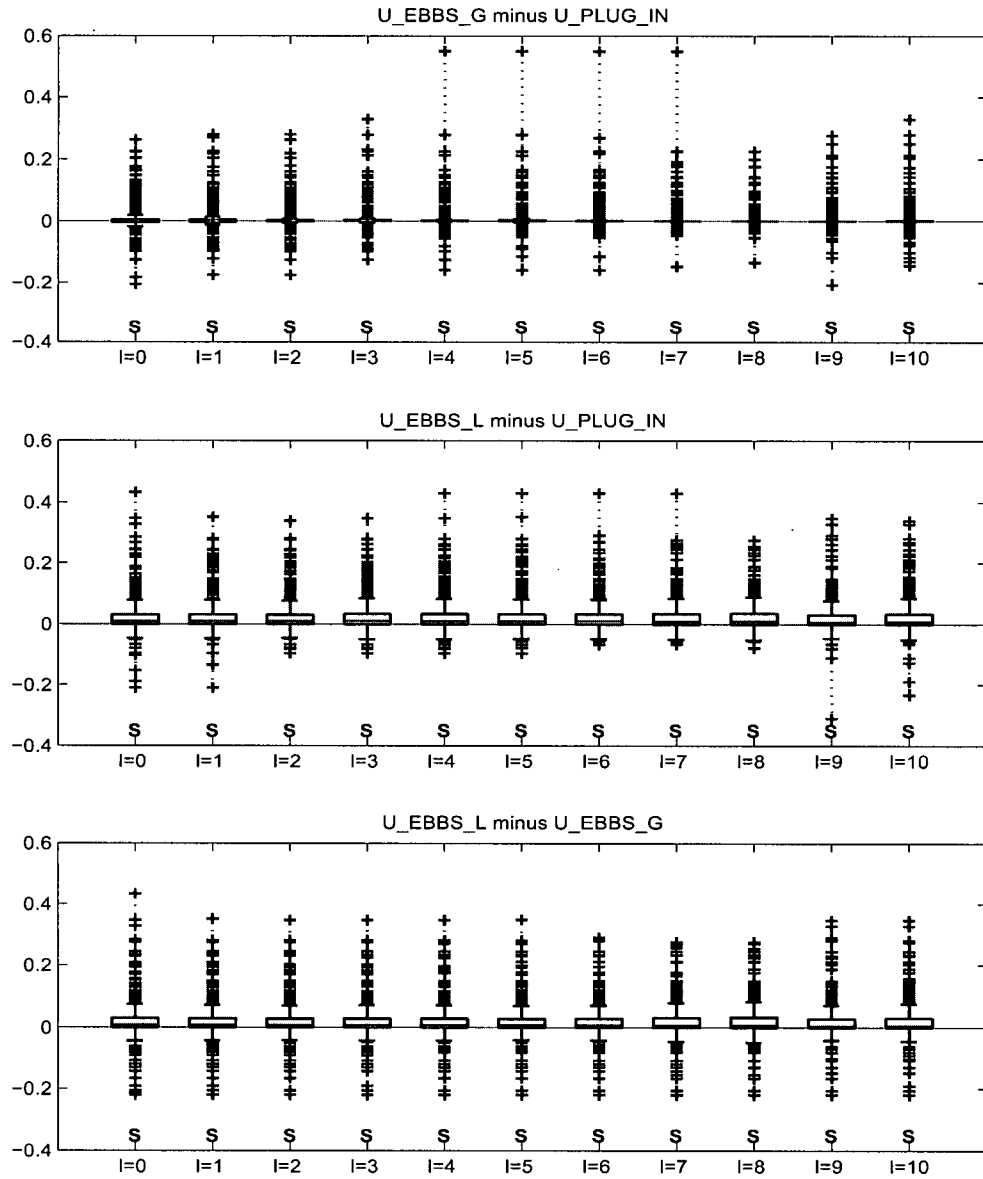 U_EBBS_G minus U_PLUG_IN
0.6
0.4
0.2
0
−0.2
−0.4
S S S S S S S S S S S
I=0 I=1 I=2 I=3 I=4 I=5 I=6 I=7 I=8 I=9 I=10
U_EBBS_L minus U_PLUG_IN
0.6
0.4
0.2
0
−0.2
−0.4
S S S S S S S S S S S
I=0 I=1 I=2 I=3 I=4 I=5 I=6 I=7 I=8 I=9 I=10
U_EBBS_L minus U_EBBS_G
0.6
0.4
0.2
0
−0.2
−0.4
S S S S S S S S S S S
I=0 I=1 I=2 I=3 I=4 I=5 I=6 I=7 I=8 I=9 I=10